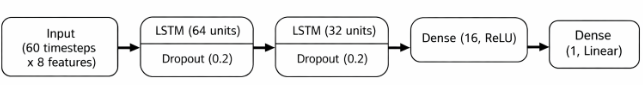 Input
(60 timesteps
x 8 features)
LSTM (64 units)
Dropout (0.2)
LSTM (32 units)
Dropout (0.2)
Dense (16, ReLU)
Dense
(1, Linear)